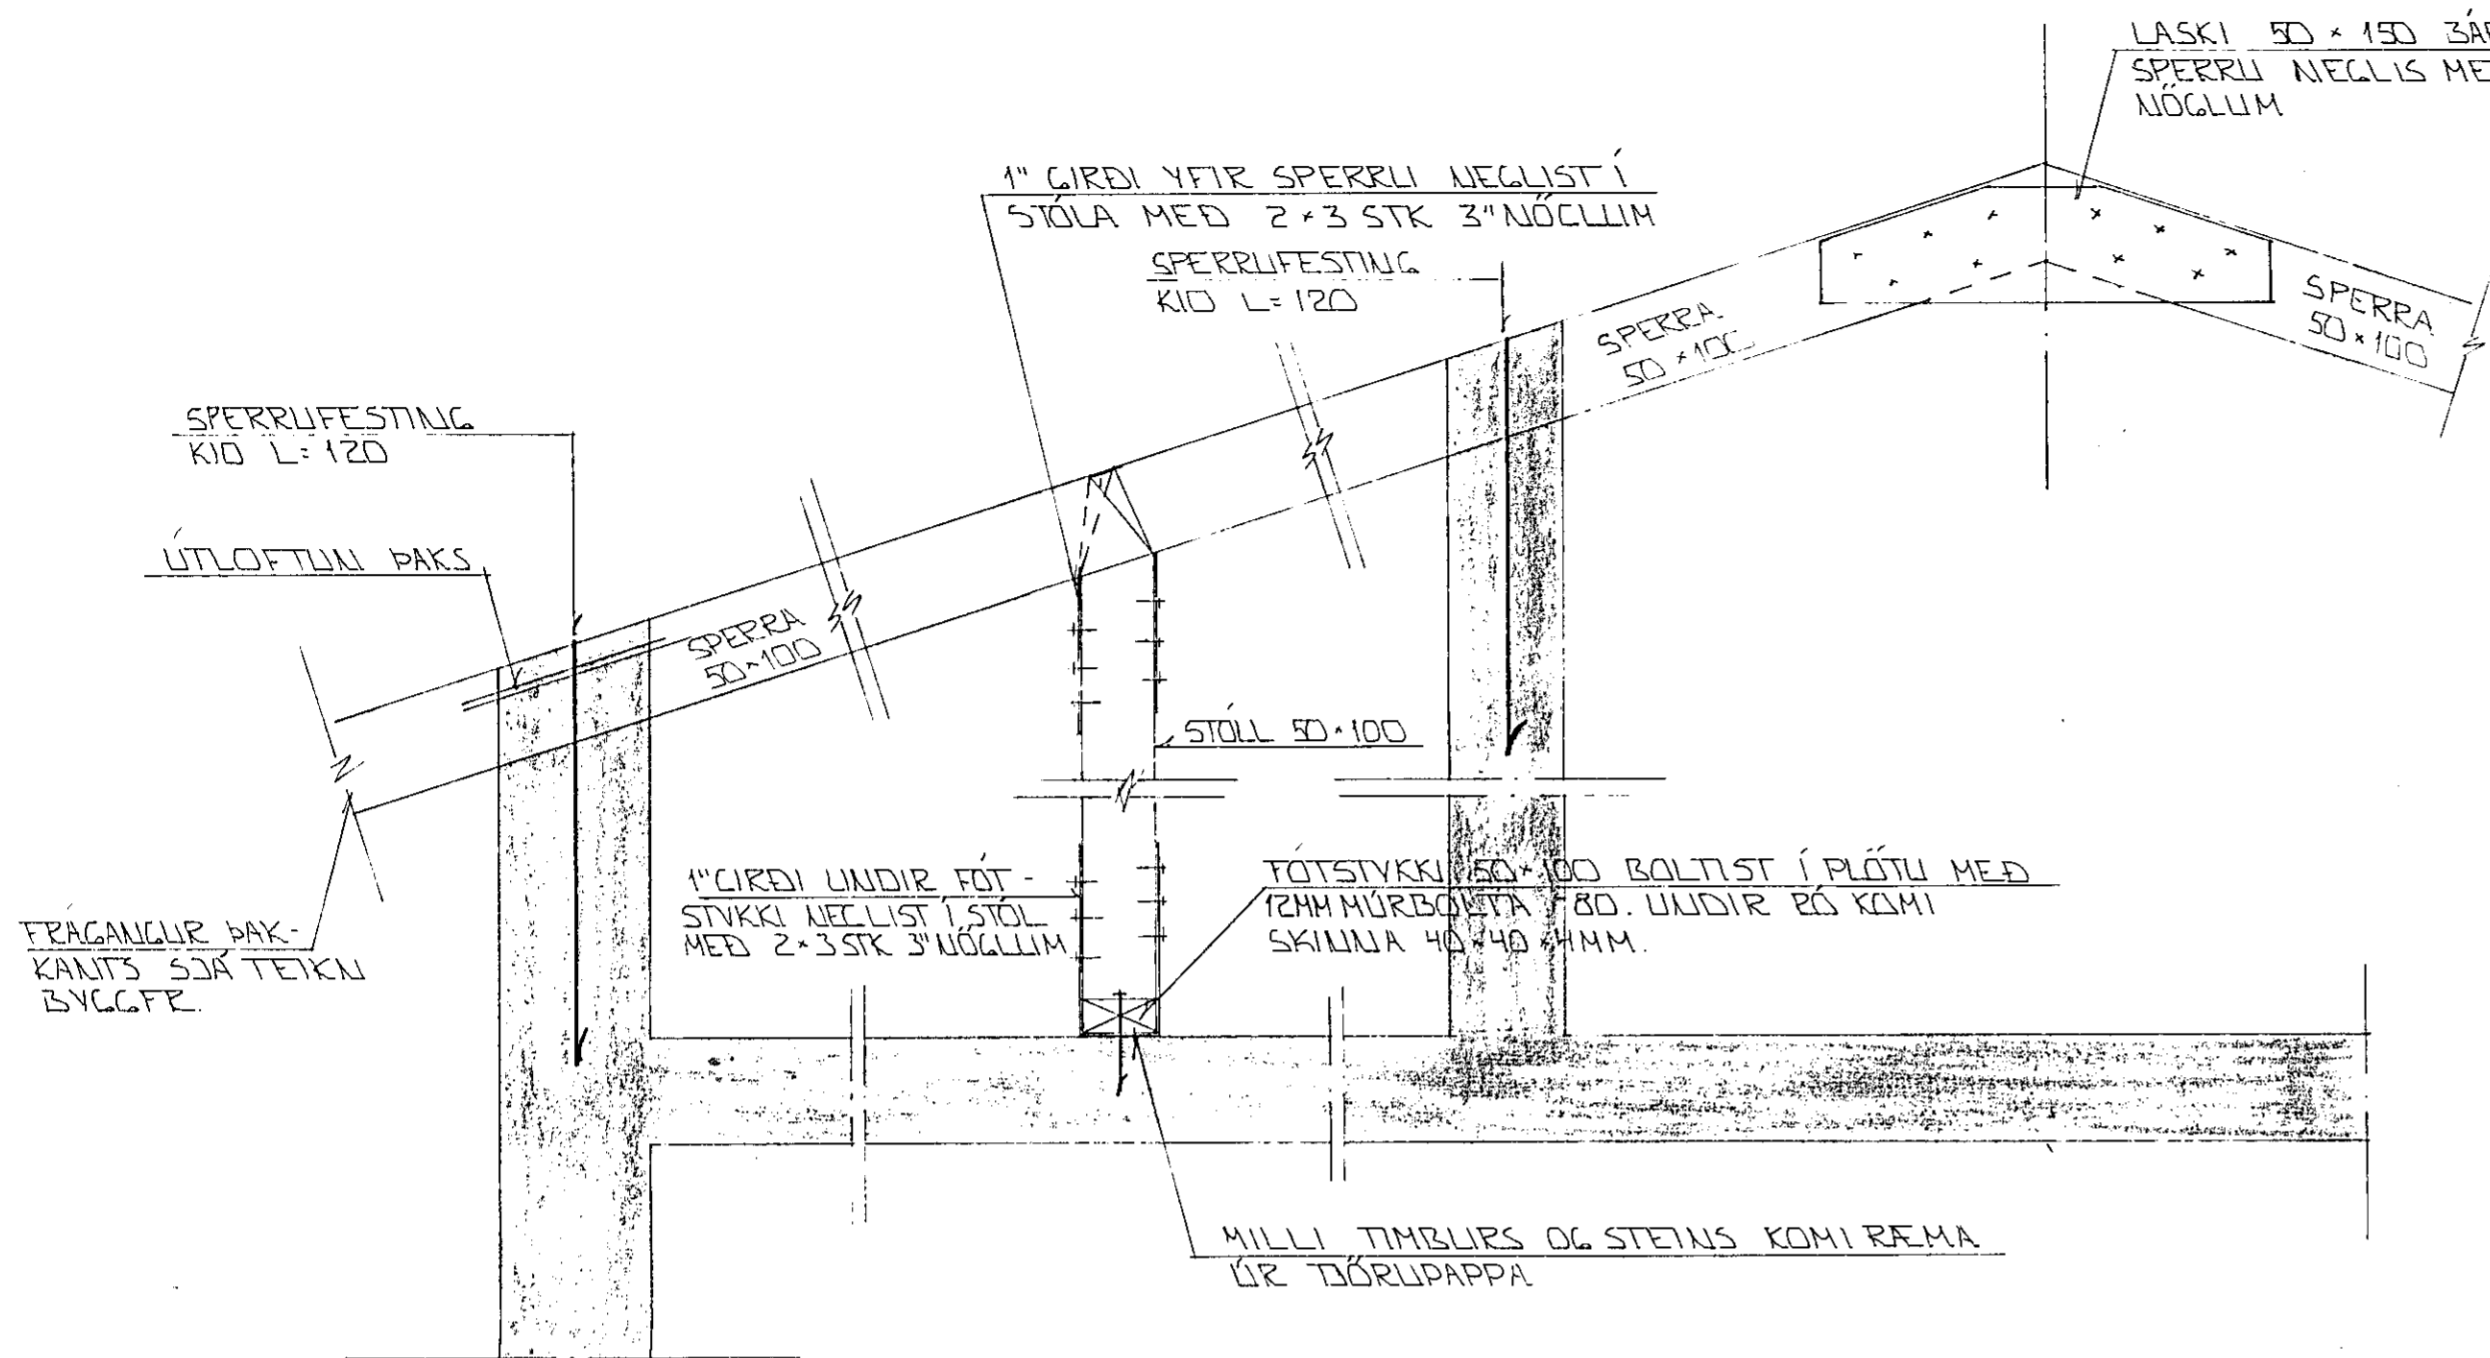 LASKI 50 × 150
SPERRU NEGLIS
NÖGLUM
1" GIRÐI YFIR SPERRU NEGLIST Í
STÓLA MEÐ 2×3 STK 3" NÖGLUM
SPERRUFESTING
K10 L=120
SPERRA
50×100
SPERRA
50×100
SPERRUFESTING
K10 L=120
ÚTLOFTUN ÞAKS
SPERRA
50×100
STÓLL 50×100
1" GIRÐI UNDIR FÓT-
STYKKI NEGLIST Í STÓL
MEÐ 2×3 STK 3" NÖGLUM
FÓTSTYKKI 50×100 BOLTIST Í PLÖTU MEÐ
12MM MÚRBOLTA 80. UNDIR RÓ KOMI
SKINNA 40×40×4MM.
FRÁGANGUR ÞAK-
KANTS SJÁ TEIKN
BYGGFR.
MILLI TIMBURS OG STEINS KOMI RÆMA
ÚR TJÖRUPAPPA